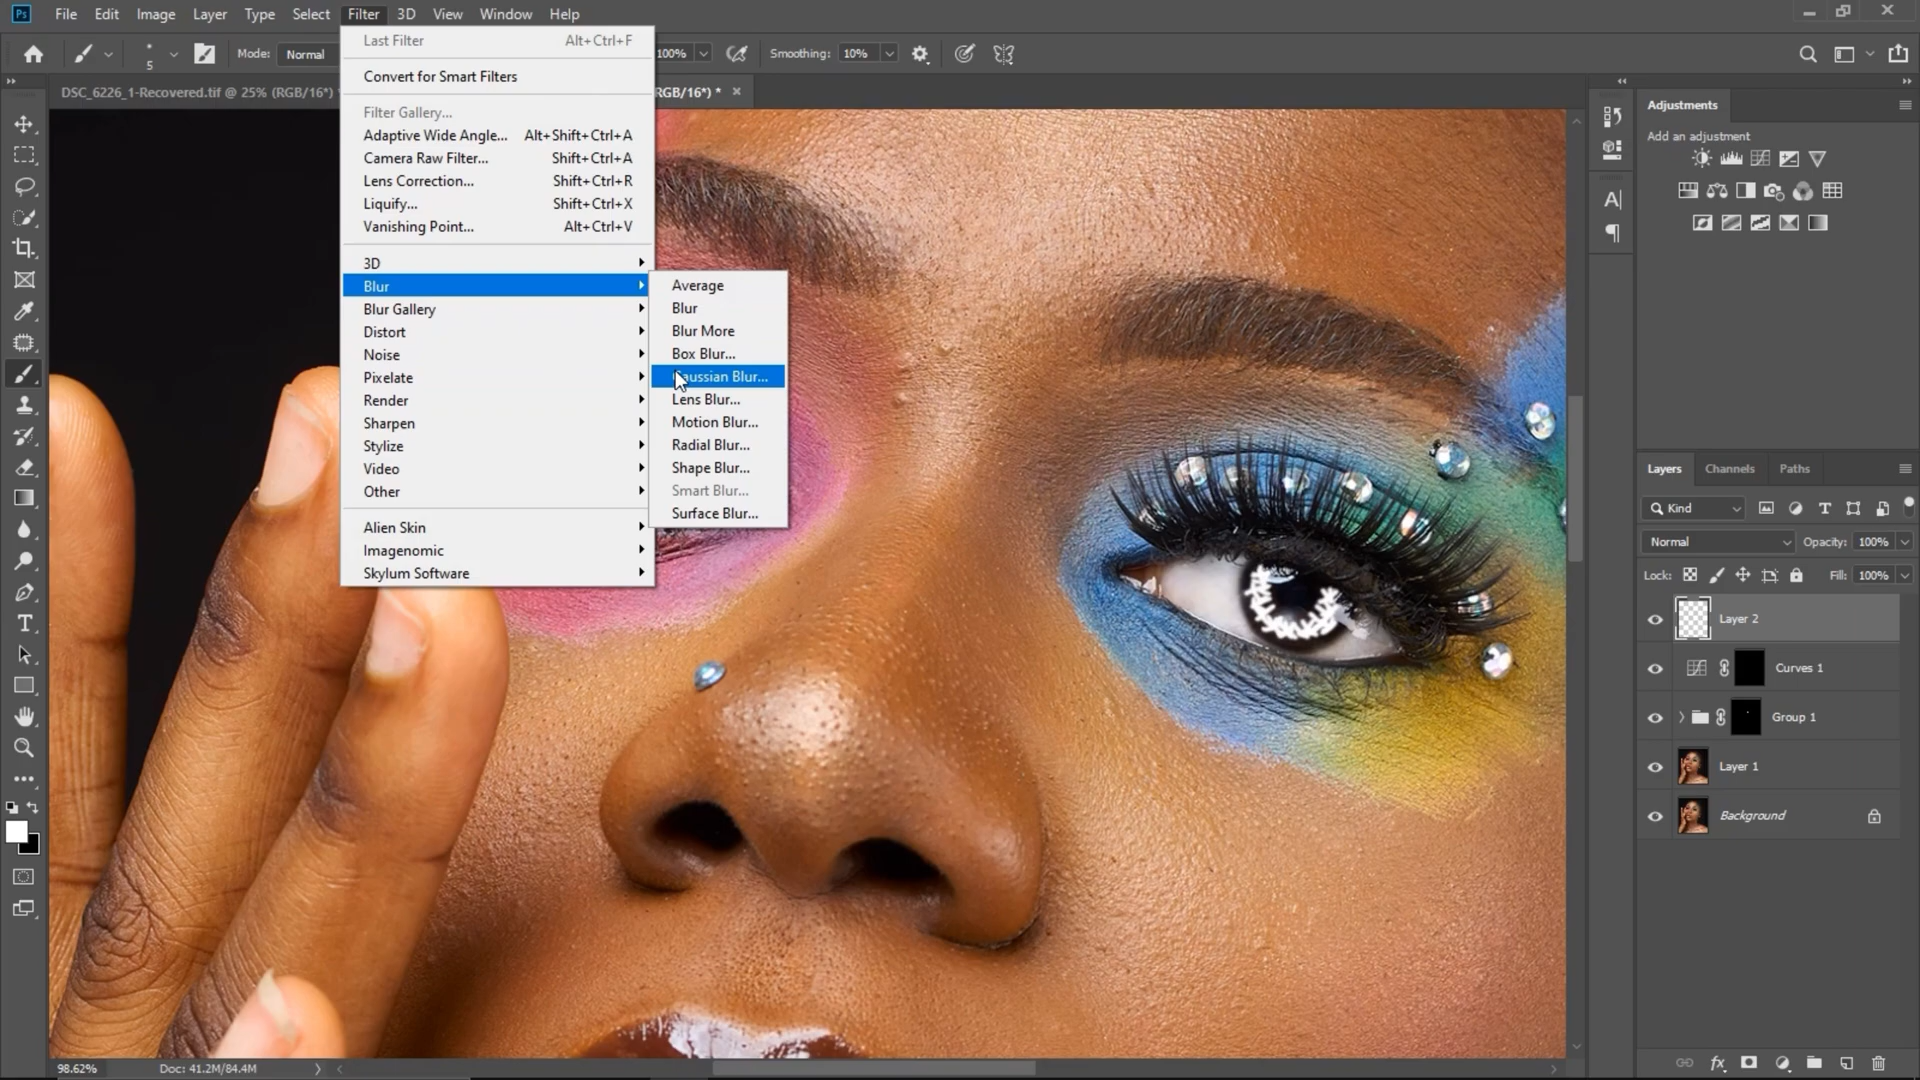 Ps File Edit Image Layer Type Select Filter 3D View Window Help
5 Mode: Normal 100% Smoothing: 10%
DSC_6226_1-Recovered.tif @ 25% (RGB/16*) RGB/16*) *
Last Filter Alt+Ctrl+F
Convert for Smart Filters
Filter Gallery...
Adaptive Wide Angle... Alt+Shift+Ctrl+A
Camera Raw Filter... Shift+Ctrl+A
Lens Correction... Shift+Ctrl+R
Liquify... Shift+Ctrl+X
Vanishing Point... Alt+Ctrl+V
3D
Blur
Blur Gallery
Distort
Noise
Pixelate
Render
Sharpen
Stylize
Video
Other
Alien Skin
Imagenomic
Skylum Software
Average
Blur
Blur More
Box Blur...
Gaussian Blur...
Lens Blur...
Motion Blur...
Radial Blur...
Shape Blur...
Smart Blur...
Surface Blur...
Adjustments
Add an adjustment
Layers Channels Paths
Kind
Normal Opacity: 100%
Lock: Fill: 100%
Layer 2
Curves 1
Group 1
Layer 1
Background
98.62% Doc: 41.2M/84.4M